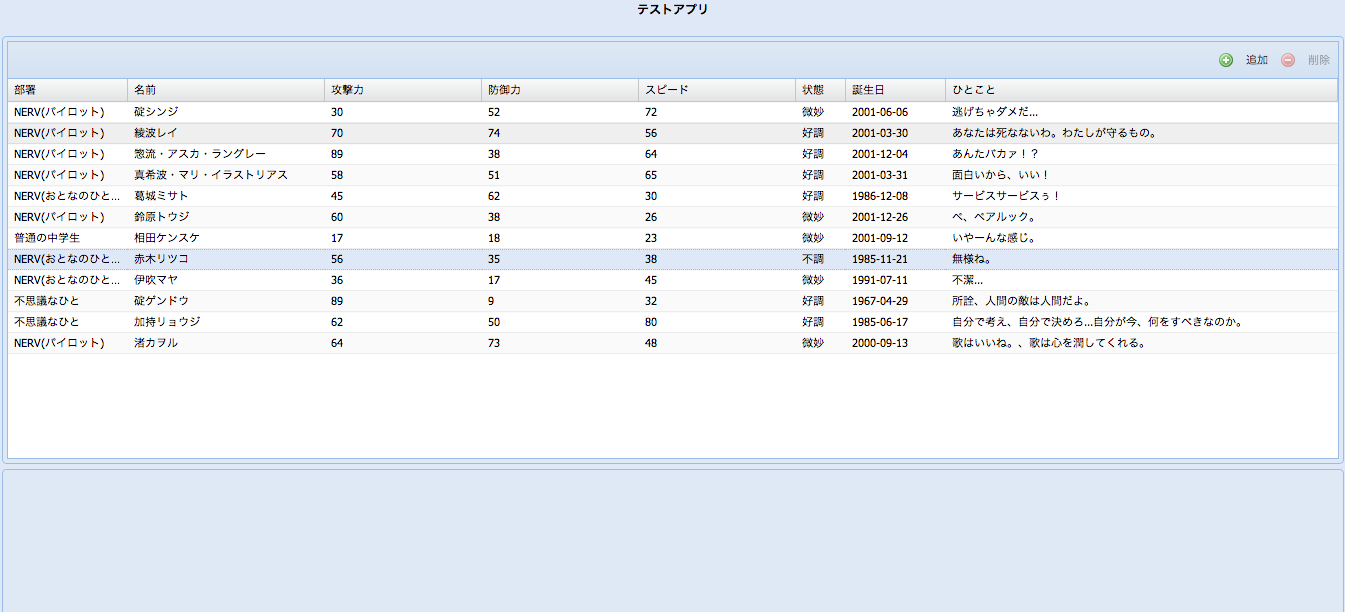 テストアプリ
追加 削除
部署 名前 攻撃力 防御力 スピード 状態 誕生日 ひとこと
NERV(パイロット) 碇シンジ 30 52 72 微妙 2001-06-06 逃げちゃダメだ...
NERV(パイロット) 綾波レイ 70 74 56 好調 2001-03-30 あなたは死なないわ。わたしが守るもの。
NERV(パイロット) 惣流・アスカ・ラングレー 89 38 64 好調 2001-12-04 あんたバカァ！？
NERV(パイロット) 真希波・マリ・イラストリアス 58 51 65 好調 2001-03-31 面白いから、いい！
NERV(おとなのひと... 葛城ミサト 45 62 30 好調 1986-12-08 サービスサービスぅ！
NERV(パイロット) 鈴原トウジ 60 38 26 微妙 2001-12-26 ペ、ペアルック。
普通の中学生 相田ケンスケ 17 18 23 微妙 2001-09-12 いやーんな感じ。
NERV(おとなのひと... 赤木リツコ 56 35 38 不調 1985-11-21 無様ね。
NERV(おとなのひと... 伊吹マヤ 36 17 45 微妙 1991-07-11 不潔...
不思議なひと 碇ゲンドウ 89 9 32 好調 1967-04-29 所詮、人間の敵は人間だよ。
不思議なひと 加持リョウジ 62 50 80 好調 1985-06-17 自分で考え、自分で決めろ...自分が今、何をすべきなのか。
NERV(パイロット) 渚カヲル 64 73 48 微妙 2000-09-13 歌はいいね。、歌は心を潤してくれる。